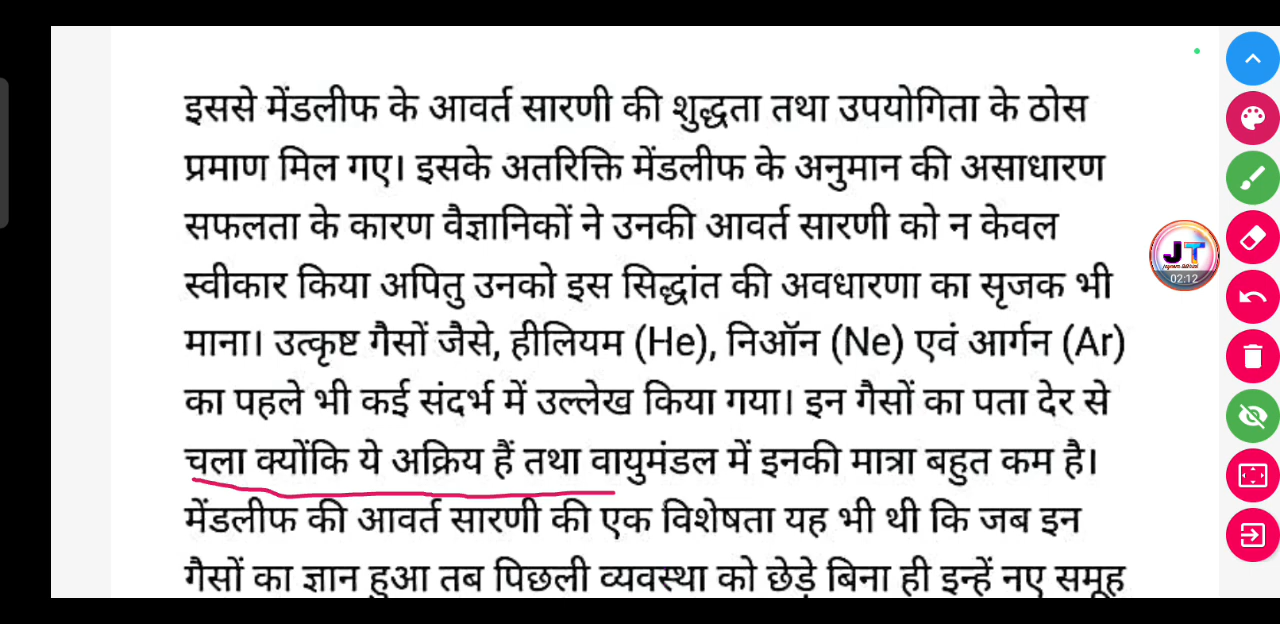 इससे मेंडलीफ के आवर्त सारणी की शुद्धता तथा उपयोगिता के ठोस
प्रमाण मिल गए। इसके अतरिक्ति मेंडलीफ के अनुमान की असाधारण
सफलता के कारण वैज्ञानिकों ने उनकी आवर्त सारणी को न केवल
स्वीकार किया अपितु उनको इस सिद्धांत की अवधारणा का सृजक भी
माना। उत्कृष्ट गैसों जैसे, हीलियम (He), निऑन (Ne) एवं आर्गन (Ar)
का पहले भी कई संदर्भ में उल्लेख किया गया। इन गैसों का पता देर से
चला क्योंकि ये अक्रिय हैं तथा वायुमंडल में इनकी मात्रा बहुत कम है।
मेंडलीफ की आवर्त सारणी की एक विशेषता यह भी थी कि जब इन
गैसों का ज्ञान हुआ तब पिछली व्यवस्था को छेड़े बिना ही इन्हें नए समूह
JT
02:12